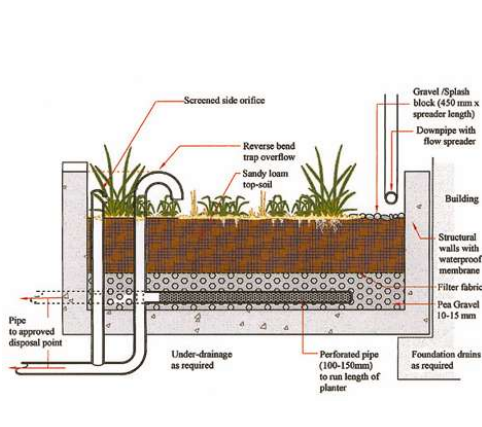 Screened side orifice
Gravel /Splash
block (450 mm x
spreader length)
Downpipe with
flow spreader
Reverse bend
trap overflow
Sandy loam
top-soil
Building
Structural
walls with
waterproof
membrane
Filter fabric
Pea Gravel
10-15 mm
Pipe
to approved
disposal point
Under-drainage
as required
Perforated pipe
(100-150mm)
to run length of
planter
Foundation drains
as required